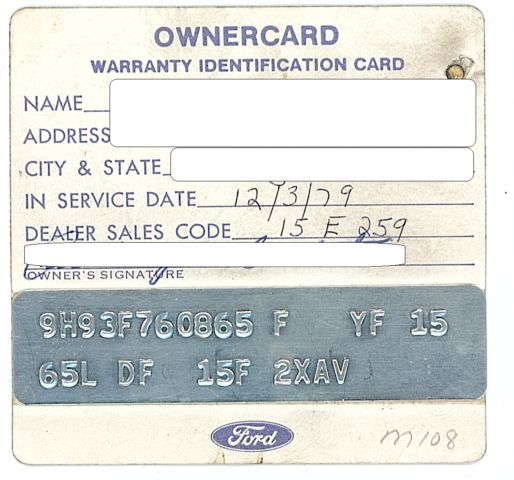 OWNERCARD
WARRANTY IDENTIFICATION CARD
NAME
ADDRESS
CITY & STATE
IN SERVICE DATE 12/3/79
DEALER SALES CODE 15 E 259
OWNER'S SIGNATURE
9H93F760865 F YF 15
65L DF 15F 2XAV
Ford
M108